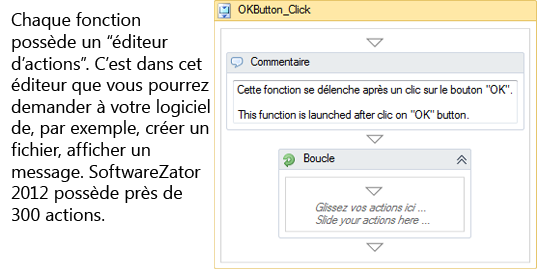 Chaque fonction
possède un “éditeur
d’actions”. C’est dans cet
éditeur que vous pourrez
demander à votre logiciel
de, par exemple, créer un
fichier, afficher un
message. SoftwareZator
2012 possède près de
300 actions.
OKButton_Click
Commentaire
Cette fonction se délenche après un clic sur le bouton "OK".
This function is launched after clic on "OK" button.
Boucle
Glissez vos actions ici ...
Slide your actions here ...